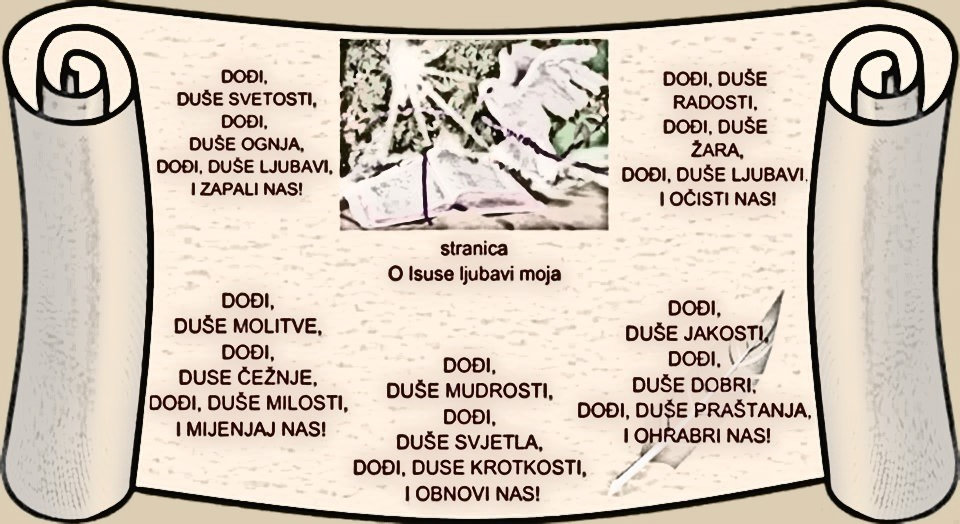 DOĐI,
DUŠE SVETOSTI,
DOĐI,
DUŠE OGNJA,
DOĐI, DUŠE LJUBAVI,
I ZAPALI NAS!
DOĐI, DUŠE
RADOSTI,
DOĐI, DUŠE
ŽARA,
DOĐI, DUŠE LJUBAVI.
I OČISTI NAS!
stranica
O Isuse ljubavi moja
DOĐI,
DUŠE MOLITVE,
DOĐI,
DUSE ČEŽNJE,
DOĐI, DUŠE MILOSTI,
I MIJENJAJ NAS!
DOĐI,
DUŠE MUDROSTI,
DOĐI,
DUŠE SVJETLA,
DOĐI, DUSE KROTKOSTI,
I OBNOVI NAS!
DOĐI,
DUŠE JAKOSTI,
DOĐI,
DUŠE DOBRI,
DOĐI, DUŠE PRAŠTANJA,
I OHRABRI NAS!